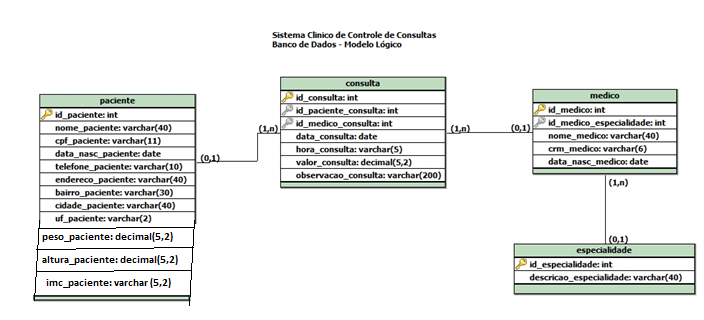 Sistema Clinico de Controle de Consultas
Banco de Dados - Modelo Lógico
paciente
id_paciente: int
nome_paciente: varchar(40)
cpf_paciente: varchar(11)
data_nasc_paciente: date
telefone_paciente: varchar(10)
endereco_paciente: varchar(40)
bairro_paciente: varchar(30)
cidade_paciente: varchar(40)
uf_paciente: varchar(2)
peso_paciente: decimal(5,2)
altura_paciente: decimal(5,2)
imc_paciente: varchar (5,2)
(0,1)
(1,n)
consulta
id_consulta: int
id_paciente_consulta: int
id_medico_consulta: int
data_consulta: date
hora_consulta: varchar(5)
valor_consulta: decimal(5,2)
observacao_consulta: varchar(200)
(1,n)
(0,1)
medico
id_medico: int
id_medico_especialidade: int
nome_medico: varchar(40)
crm_medico: varchar(6)
data_nasc_medico: date
(1,n)
(0,1)
especialidade
id_especialidade: int
descricao_especialidade: varchar(40)